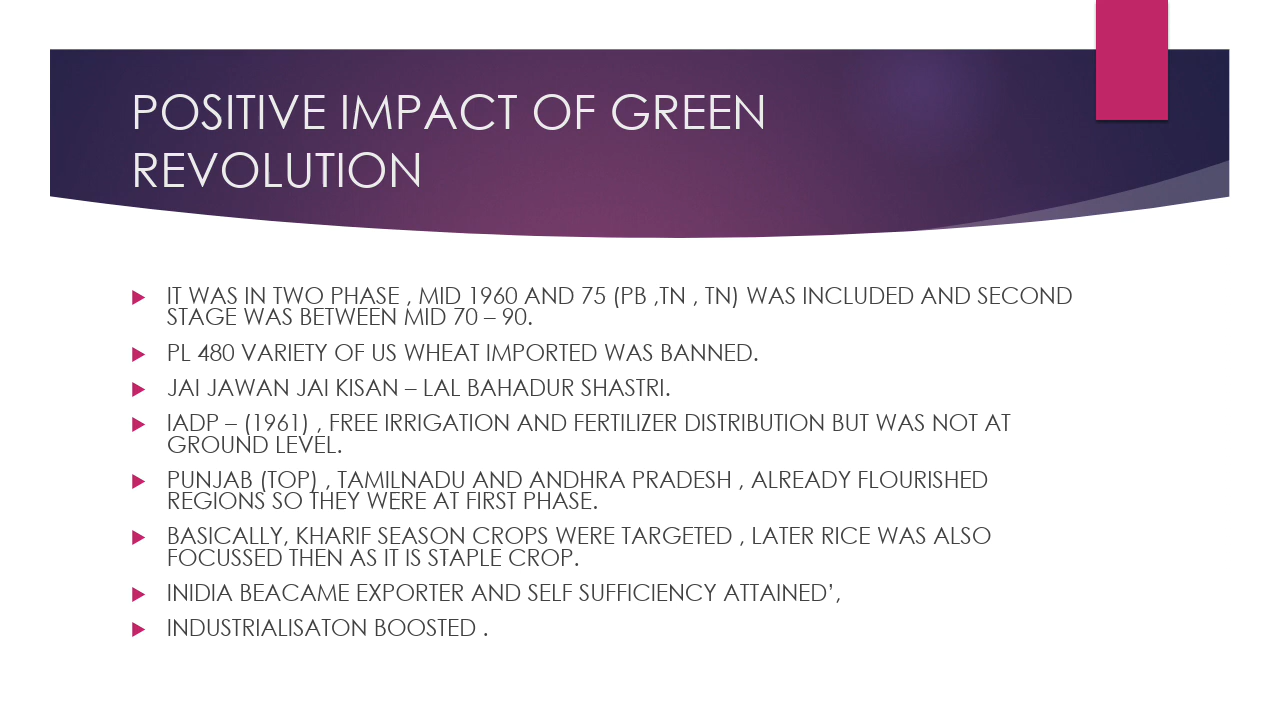 POSITIVE IMPACT OF GREEN
REVOLUTION
IT WAS IN TWO PHASE , MID 1960 AND 75 (PB ,TN , TN) WAS INCLUDED AND SECOND
STAGE WAS BETWEEN MID 70 – 90.
PL 480 VARIETY OF US WHEAT IMPORTED WAS BANNED.
JAI JAWAN JAI KISAN – LAL BAHADUR SHASTRI.
IADP – (1961) , FREE IRRIGATION AND FERTILIZER DISTRIBUTION BUT WAS NOT AT
GROUND LEVEL.
PUNJAB (TOP) , TAMILNADU AND ANDHRA PRADESH , ALREADY FLOURISHED
REGIONS SO THEY WERE AT FIRST PHASE.
BASICALLY, KHARIF SEASON CROPS WERE TARGETED , LATER RICE WAS ALSO
FOCUSSED THEN AS IT IS STAPLE CROP.
INIDIA BEACAME EXPORTER AND SELF SUFFICIENCY ATTAINED’,
INDUSTRIALISATON BOOSTED .